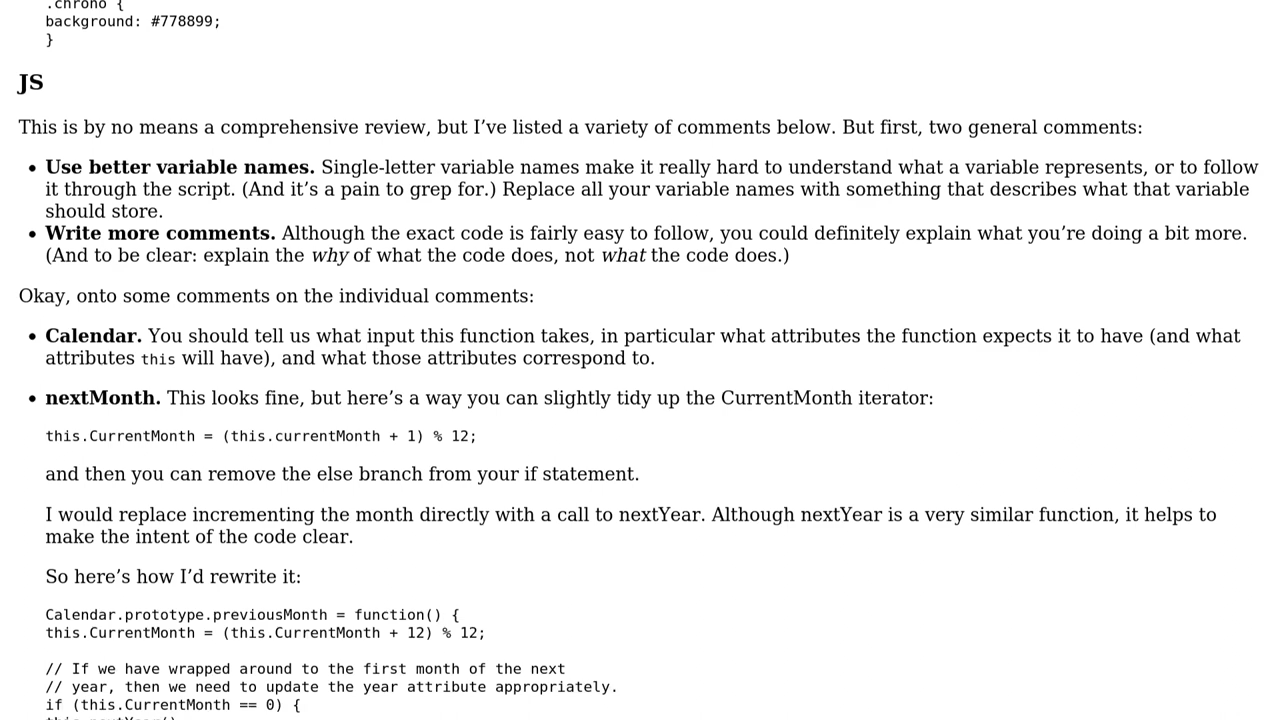 .chrono {
background: #778899;
}
JS
This is by no means a comprehensive review, but I’ve listed a variety of comments below. But first, two general comments:
• Use better variable names. Single-letter variable names make it really hard to understand what a variable represents, or to follow
it through the script. (And it’s a pain to grep for.) Replace all your variable names with something that describes what that variable
should store.
• Write more comments. Although the exact code is fairly easy to follow, you could definitely explain what you’re doing a bit more.
(And to be clear: explain the why of what the code does, not what the code does.)
Okay, onto some comments on the individual comments:
• Calendar. You should tell us what input this function takes, in particular what attributes the function expects it to have (and what
attributes this will have), and what those attributes correspond to.
• nextMonth. This looks fine, but here’s a way you can slightly tidy up the CurrentMonth iterator:
this.CurrentMonth = (this.currentMonth + 1) % 12;
and then you can remove the else branch from your if statement.
I would replace incrementing the month directly with a call to nextYear. Although nextYear is a very similar function, it helps to
make the intent of the code clear.
So here’s how I’d rewrite it:
Calendar.prototype.previousMonth = function() {
this.CurrentMonth = (this.CurrentMonth + 12) % 12;
// If we have wrapped around to the first month of the next
// year, then we need to update the year attribute appropriately.
if (this.CurrentMonth == 0) {